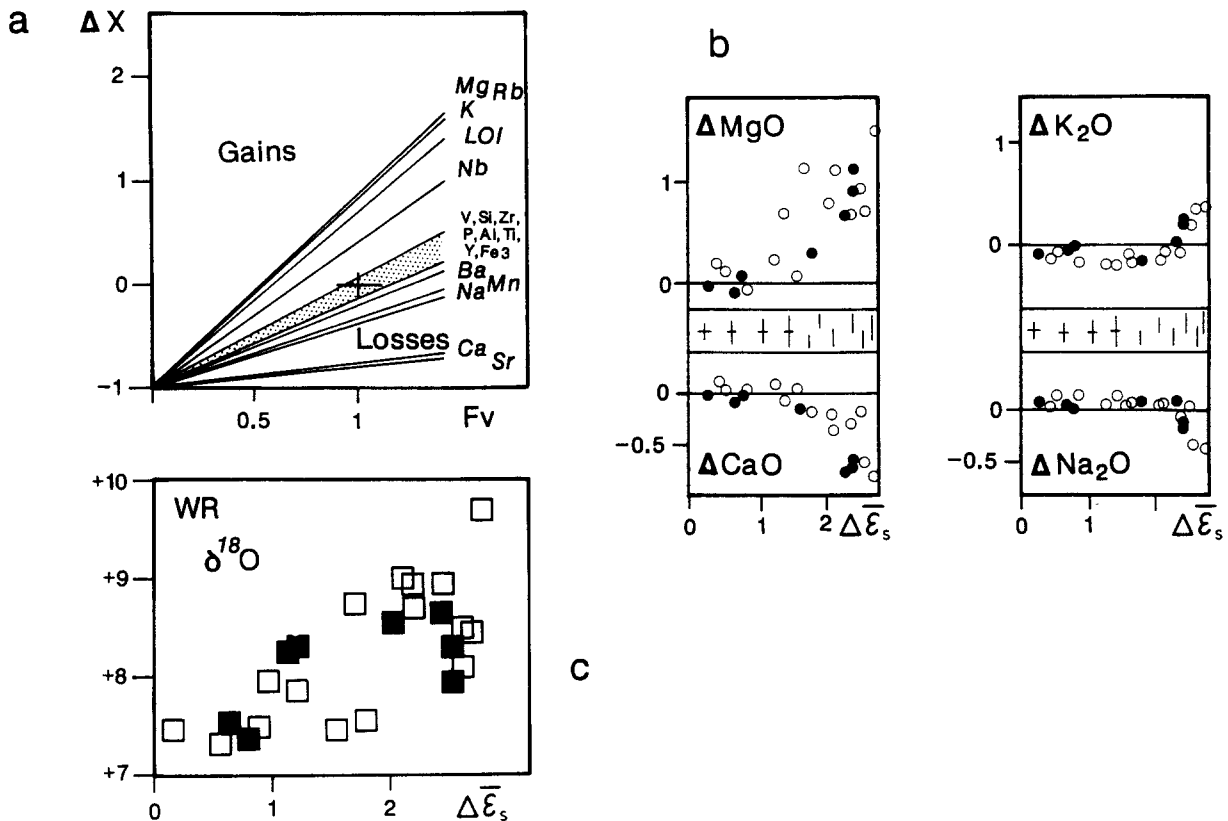 a
ΔX
2
1
0
−1
Gains
Mg Rb
K
LOI
Nb
V, Si, Zr,
P, Al, Ti,
Y, Fe3
Ba
Na Mn
Losses
Ca Sr
0.5
1
Fv
b
ΔMgO
1
0
0
−0.5
ΔCaO
0
1
2
Δε̅s
ΔK₂O
1
0
0
−0.5
ΔNa₂O
0
1
Δε̅s
WR
δ¹⁸O
+10
+9
+8
+7
0
1
2
Δε̅s
c